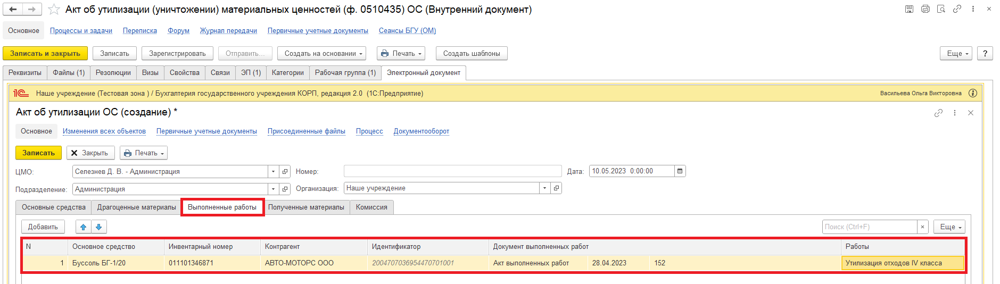 Акт об утилизации (уничтожении) материальных ценностей (ф. 0510435) ОС (Внутренний документ)
Основное Процессы и задачи Переписка Форум Журнал передачи Первичные учетные документы Сеансы БГУ (ОМ)
Записать и закрыть Записать Зарегистрировать Отправить... Создать на основании Печать Создать шаблоны Еще ?
Реквизиты Файлы (1) Резолюции Визы Свойства Связи ЭП (1) Категории Рабочая группа (1) Электронный документ
1С Наше учреждение (Тестовая зона ) / Бухгалтерия государственного учреждения КОРП, редакция 2.0 (1С:Предприятие) Васильева Ольга Викторовна
Акт об утилизации ОС (создание) *
Основное Изменения всех объектов Первичные учетные документы Присоединенные файлы Процесс Документооборот
Записать Закрыть Печать
ЦМО: Селезнев Д. В. - Администрация Номер: Дата: 10.05.2023 0:00:00
Подразделение: Администрация Организация: Наше учреждение
Основные средства Драгоценные материалы Выполненные работы Полученные материалы Комиссия
Добавить Поиск (Ctrl+F) × Еще
N Основное средство Инвентарный номер Контрагент Идентификатор Документ выполненных работ Работы
1 Буссоль БГ-1/20 011101346871 АВТО-МОТОРС ООО 2004707036954470701001 Акт выполненных работ 28.04.2023 152 Утилизация отходов IV класса